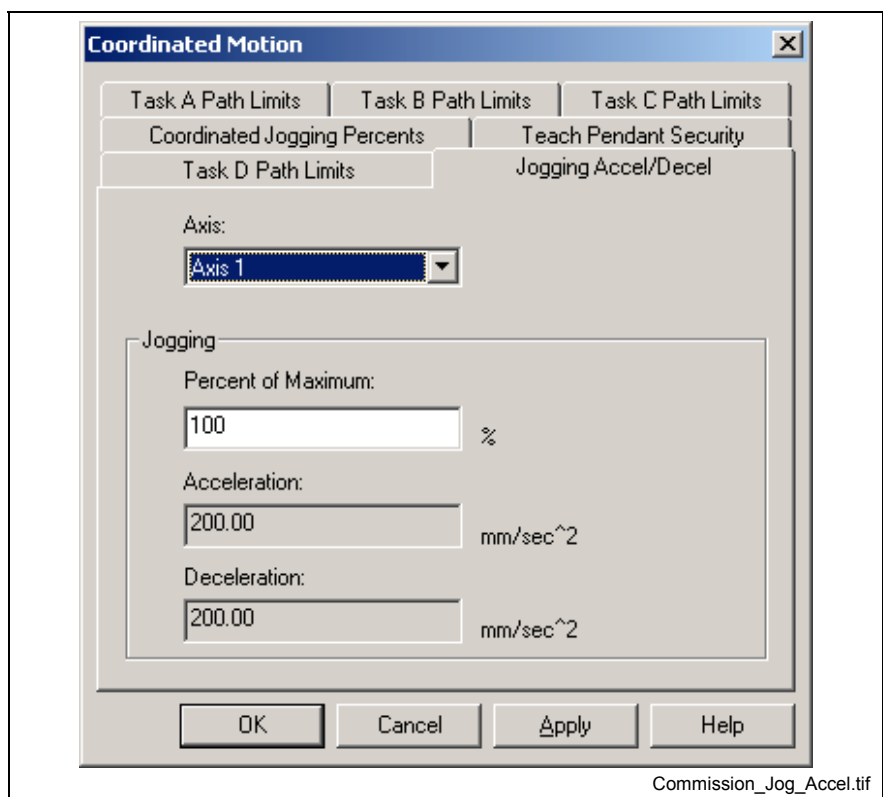 Coordinated Motion
Task A Path Limits
Task B Path Limits
Task C Path Limits
Coordinated Jogging Percents
Teach Pendant Security
Task D Path Limits
Jogging Accel/Decel
Axis:
Axis 1
Jogging
Percent of Maximum:
100 %
Acceleration:
200.00 mm/sec^2
Deceleration:
200.00 mm/sec^2
OK
Cancel
Apply
Help
Commission_Jog_Accel.tif